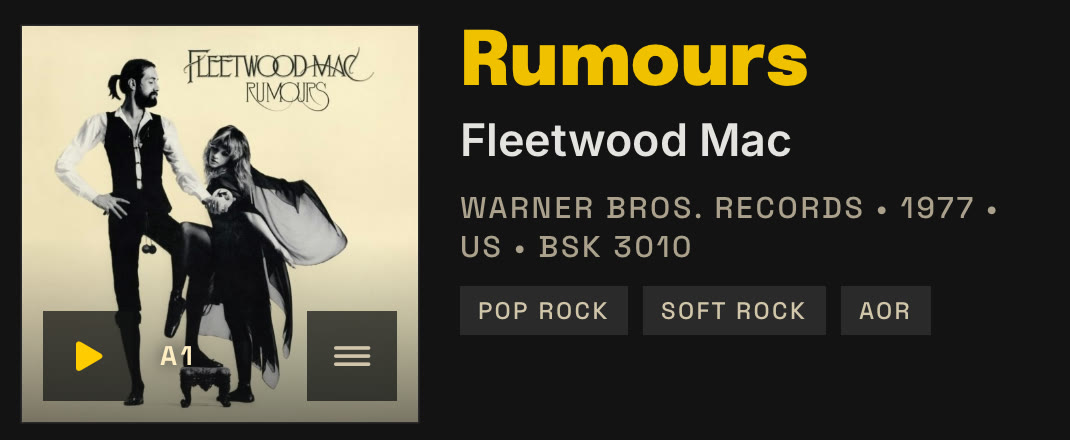 FLEETWOOD MAC
RUMOURS
A1
Rumours
Fleetwood Mac
WARNER BROS. RECORDS • 1977 •
US • BSK 3010
POP ROCK
SOFT ROCK
AOR